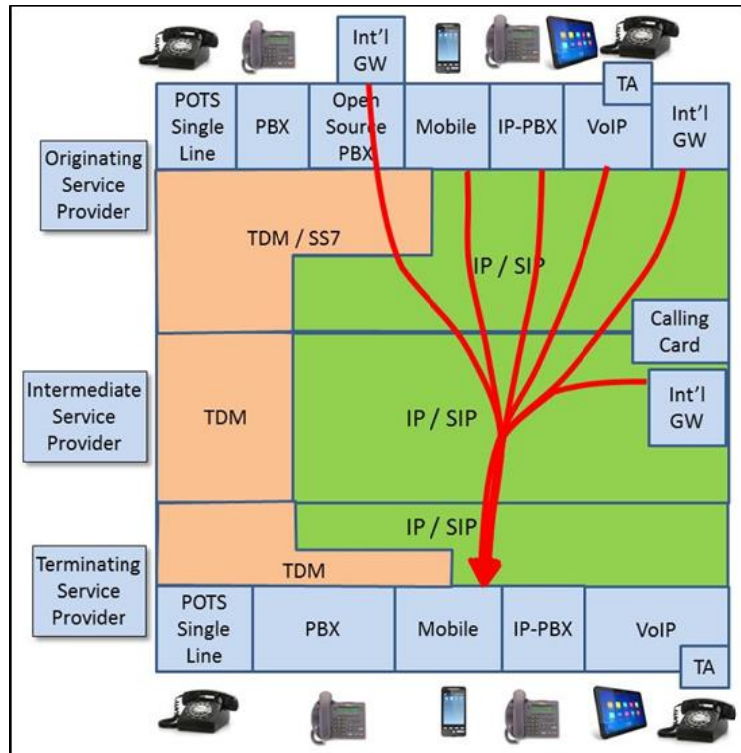 Int'l
GW
TA
POTS
Single
Line
PBX
Open
Source
PBX
Mobile
IP-PBX
VoIP
Int'l
GW
Originating
Service
Provider
TDM / SS7
IP / SIP
Calling
Card
Intermediate
Service
Provider
TDM
IP / SIP
Int'l
GW
IP / SIP
Terminating
Service
Provider
TDM
POTS
Single
Line
PBX
Mobile
IP-PBX
VoIP
TA